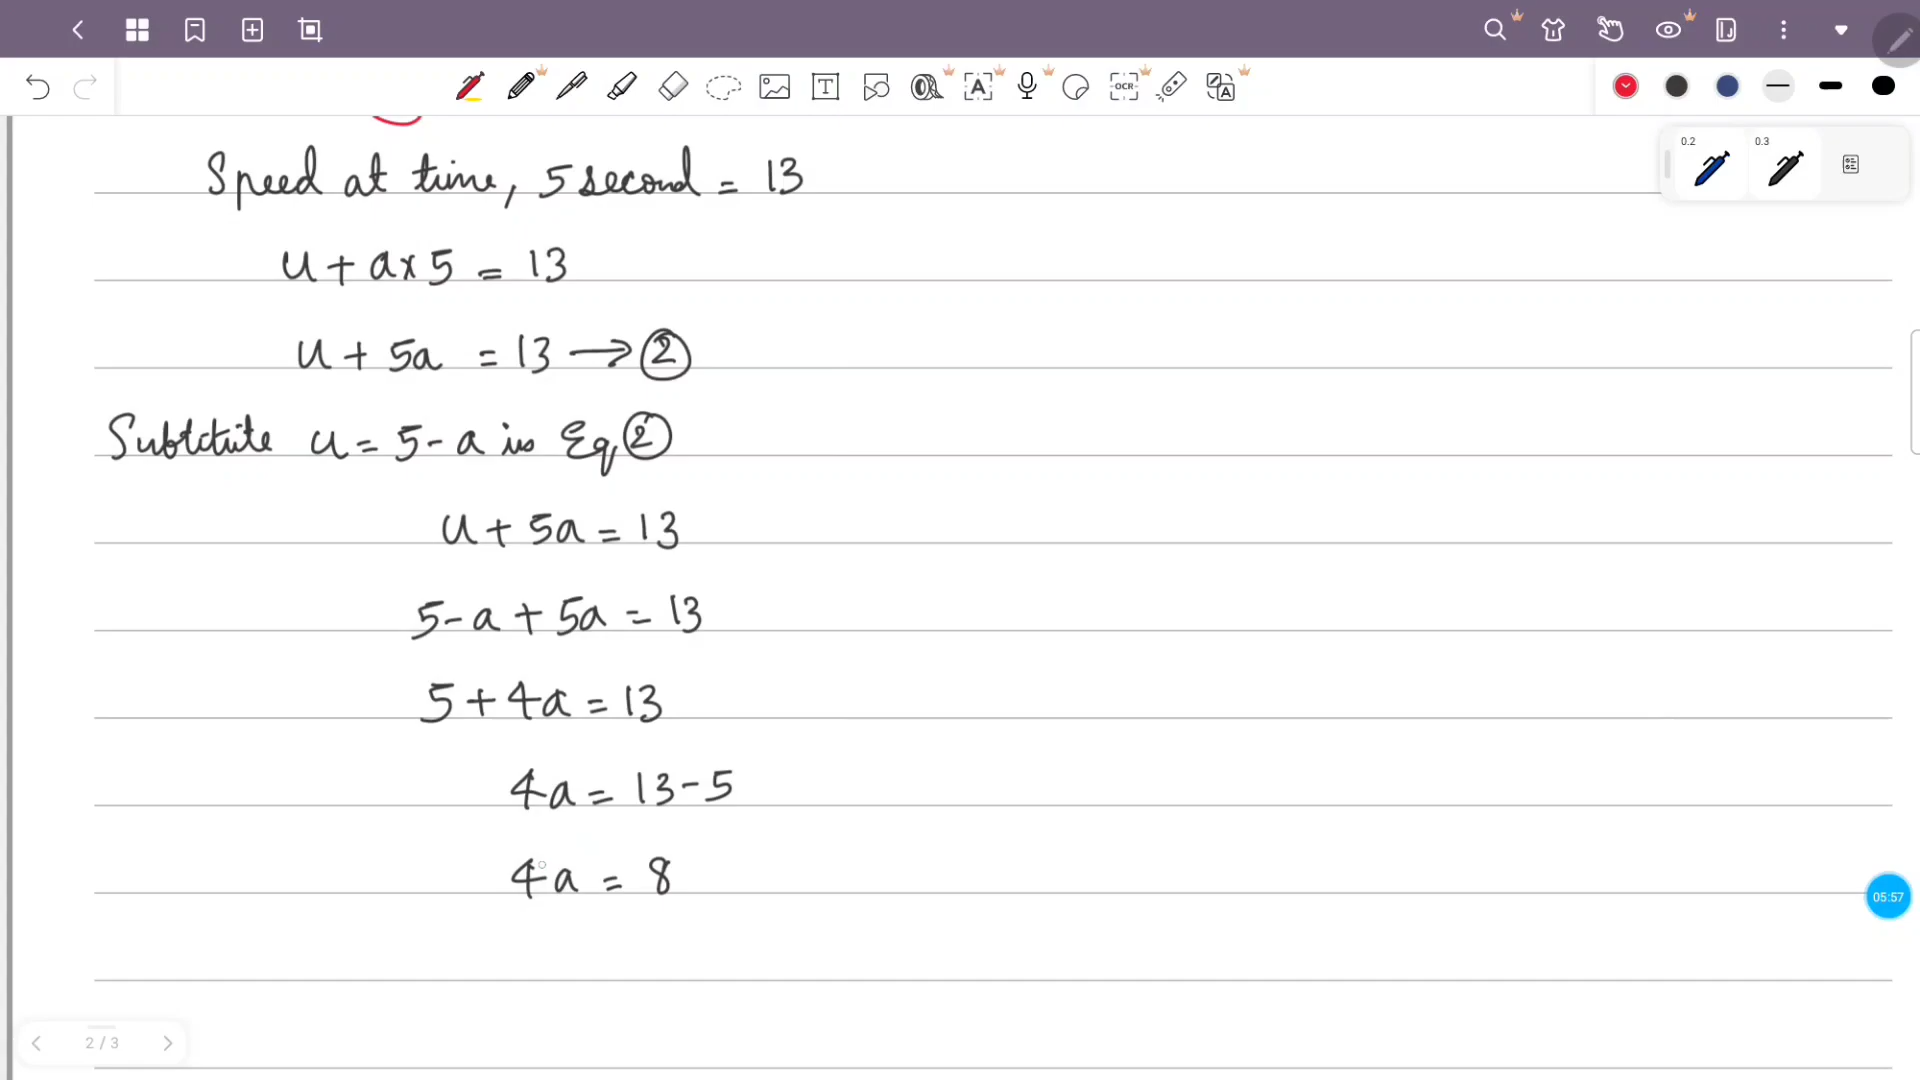 OCR
0.2
0.3
Speed at time, 5 second = 13
u + a x 5 = 13
u + 5a = 13 → ②
u = 5 - a in Eq ②
u + 5a = 13
5 - a + 5a = 13
5 + 4a = 13
4a = 13 - 5
4a = 8
05:57
2 / 3